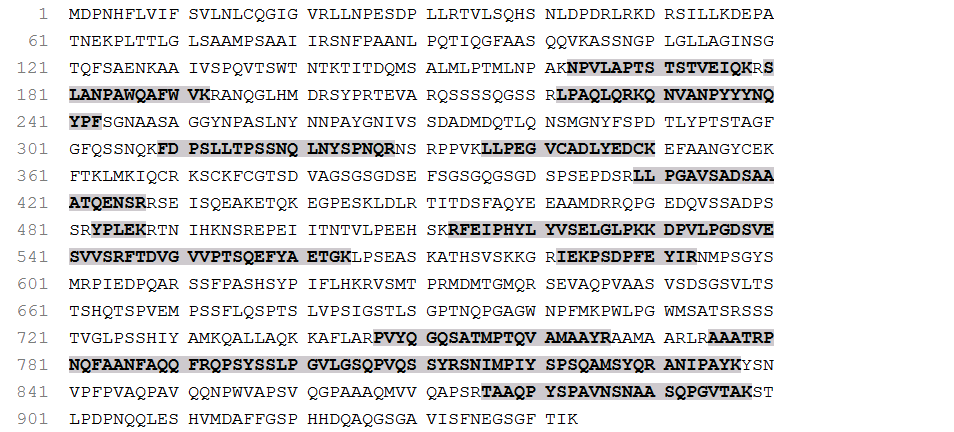 1 MDPNHFLVIF SVLNLCQGIG VRLLNPESDP LLRTVLSQHS NLDPDRLRKD RSILLKDEPA
61 TNEKPLTTLG LSAAMPSAAI IRSNFPAANL PQTIQGFAAS QQVKASSNGP LGLLAGINSG
121 TQFSAENKAA IVSPQVTSWT NTKTITDQMS ALMLPTMLNP AKNPVLAPTS TSTVEIQKRS
181 LANPAWQAFW VKRANQGLHM DRSYPRTEVA RQSSSSQGSS RLPAQLQRKQ NVANPYYYNQ
241 YPFSGNAASA GGYNPASLNY NNPAYGNIVS SDADMDQTLQ NSMGNYFSPD TLYPTSTAGF
301 GFQSSNQKFD PSLLTPSSNQ LNYSPNQRNS RPPVKLLPEG VCADLYEDCK EFAANGYCEK
361 FTKLMKIQCR KSCKFCGTSD VAGSGSGDSE FSGSGQGSGD SPSEPDSRLL PGAVSADSAA
421 ATQENSRRSE ISQEAKETQK EGPESKLDLR TITDSFAQYE EAAMDRRQPG EDQVSSADPS
481 SRYPLEKRTN IHKNSREPEI ITNTVLPEEH SKRFEIPHYL YVSELGLPKK DPVLPGDSVE
541 SVVSRFTDVG VVPTSQEFYA ETGKLPSEAS KATHSVSKKG RIEKPSDPFE YIRNMPSGYS
601 MRPIEDPQAR SSFPASHSYP IFLHKRVSMT PRMDMTGMQR SEVAQPVAAS VSDSGSVLTS
661 TSHQTSPVEM PSSFLQSPTS LVPSIGSTLS GPTNQPGAGW NPFMKPWLPG WMSATSRSSS
721 TVGLPSSHIY AMKQALLAQK KAFLARPVYQ GQSATMPTQV AMAAYRAAMA ARLRAAATRP
781 NQFAANFAQQ FRQPSYSSLP GVLGSQPVQS SYRSNIMPIY SPSQAMSYQR ANIPAYKYSN
841 VPFPVAQPAV QQNPWVAPSV QGPAAAQMVV QAPSRTAAQP YSPAVNSNAA SQPGVTAKST
901 LPDPNQQLES HVMDAFFGSP HHDQAQGSGA VISFNEGSGF TIK